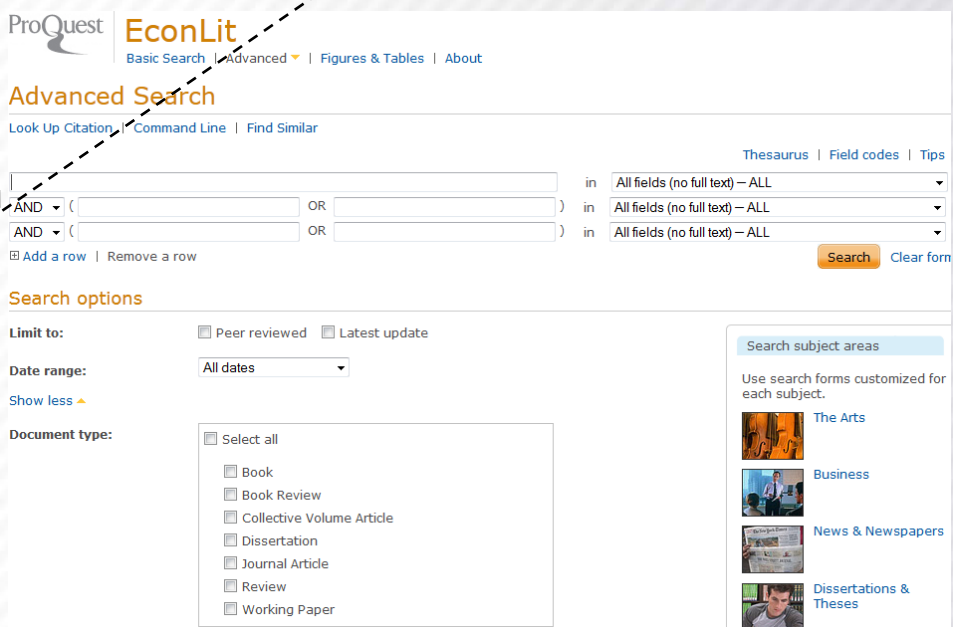 ProQuest
EconLit
Basic Search | Advanced | Figures & Tables | About
Advanced Search
Look Up Citation | Command Line | Find Similar
Thesaurus | Field codes | Tips
in All fields (no full text) — ALL
AND ( OR ) in All fields (no full text) — ALL
AND ( OR ) in All fields (no full text) — ALL
Add a row | Remove a row
Search Clear form
Search options
Limit to: Peer reviewed Latest update
Date range: All dates
Show less
Document type:
Select all
Book
Book Review
Collective Volume Article
Dissertation
Journal Article
Review
Working Paper
Search subject areas
Use search forms customized for
each subject.
The Arts
Business
News & Newspapers
Dissertations &
Theses